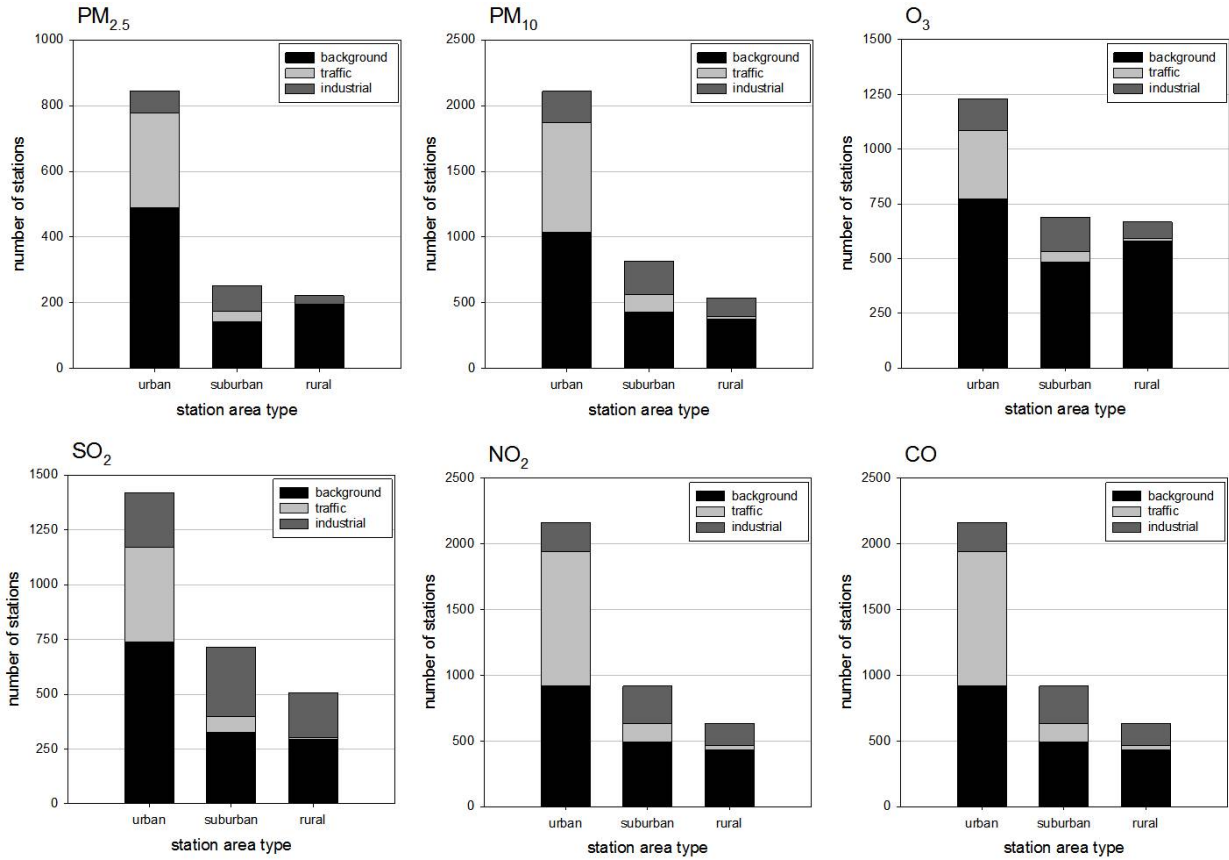 PM2.5
1000
800
600
400
200
0
number of stations
background
traffic
industrial
urban suburban rural
station area type
PM10
2500
2000
1500
1000
500
0
number of stations
background
traffic
industrial
urban suburban rural
station area type
O3
1500
1250
1000
750
500
250
0
number of stations
background
traffic
industrial
urban suburban rural
station area type
SO2
1500
1250
1000
750
500
250
0
number of stations
background
traffic
industrial
urban suburban rural
station area type
NO2
2500
2000
1500
1000
500
0
number of stations
background
traffic
industrial
urban suburban rural
station area type
CO
2500
2000
1500
1000
500
0
number of stations
background
traffic
industrial
urban suburban rural
station area type